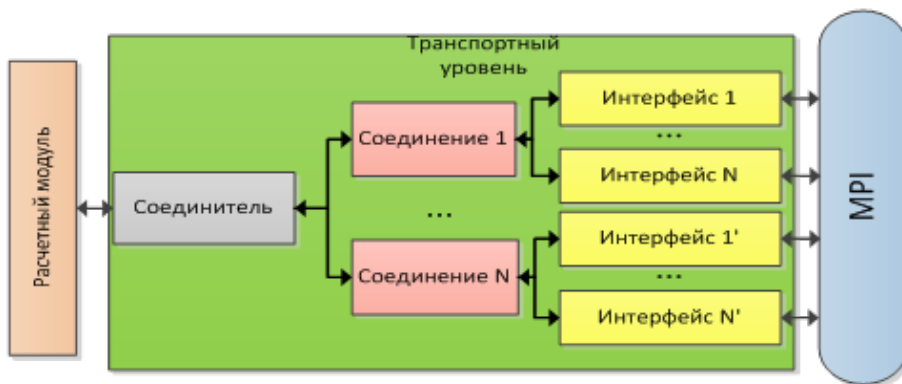 Расчетный модуль
Транспортный
уровень
Соединитель
Соединение 1
...
Соединение N
Интерфейс 1
...
Интерфейс N
Интерфейс 1'
...
Интерфейс N'
MPI